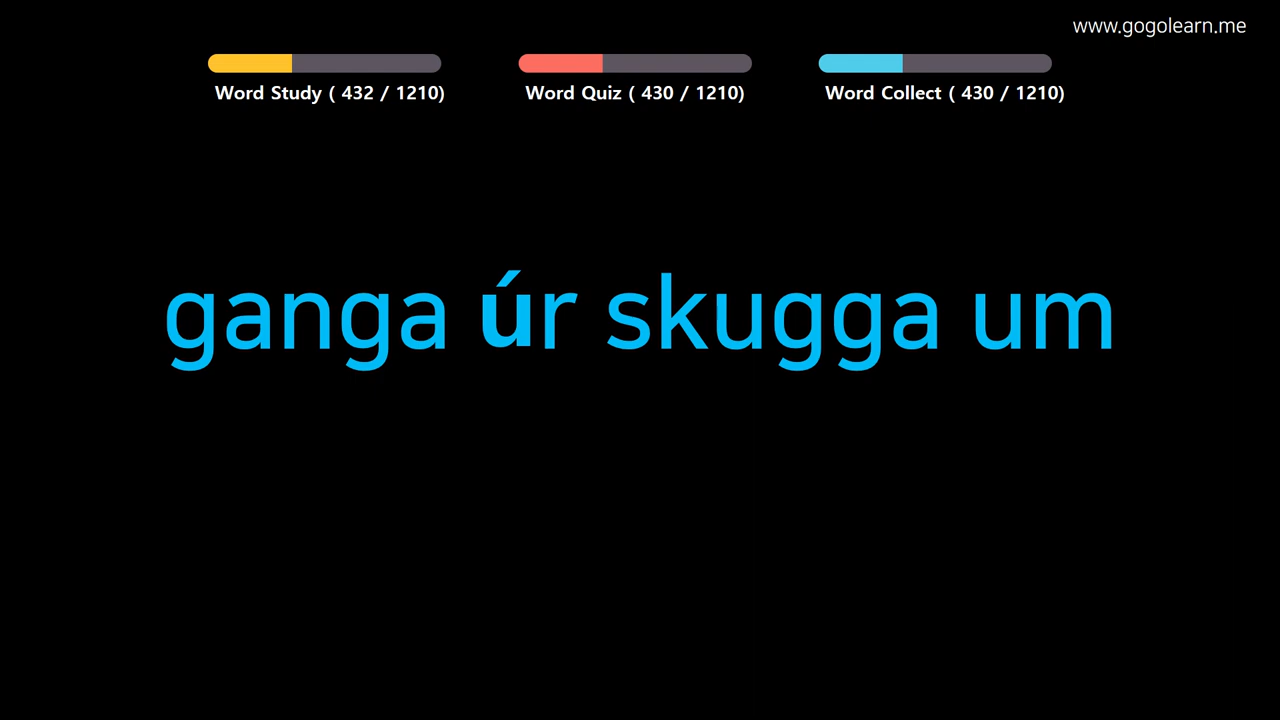 www.gogolearn.me
Word Study ( 432 / 1210)
Word Quiz ( 430 / 1210)
Word Collect ( 430 / 1210)
ganga úr skugga um